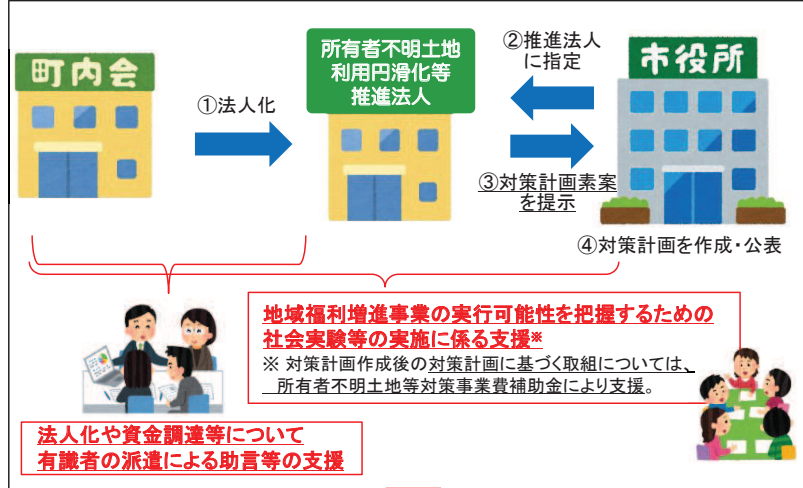 町内会
①法人化
所有者不明土地
利用円滑化等
推進法人
②推進法人
に指定
③対策計画素案
を提示
市役所
④対策計画を作成・公表
地域福利増進事業の実行可能性を把握するための
社会実験等の実施に係る支援※
※ 対策計画作成後の対策計画に基づく取組については、
所有者不明土地等対策事業費補助金により支援。
法人化や資金調達等について
有識者の派遣による助言等の支援